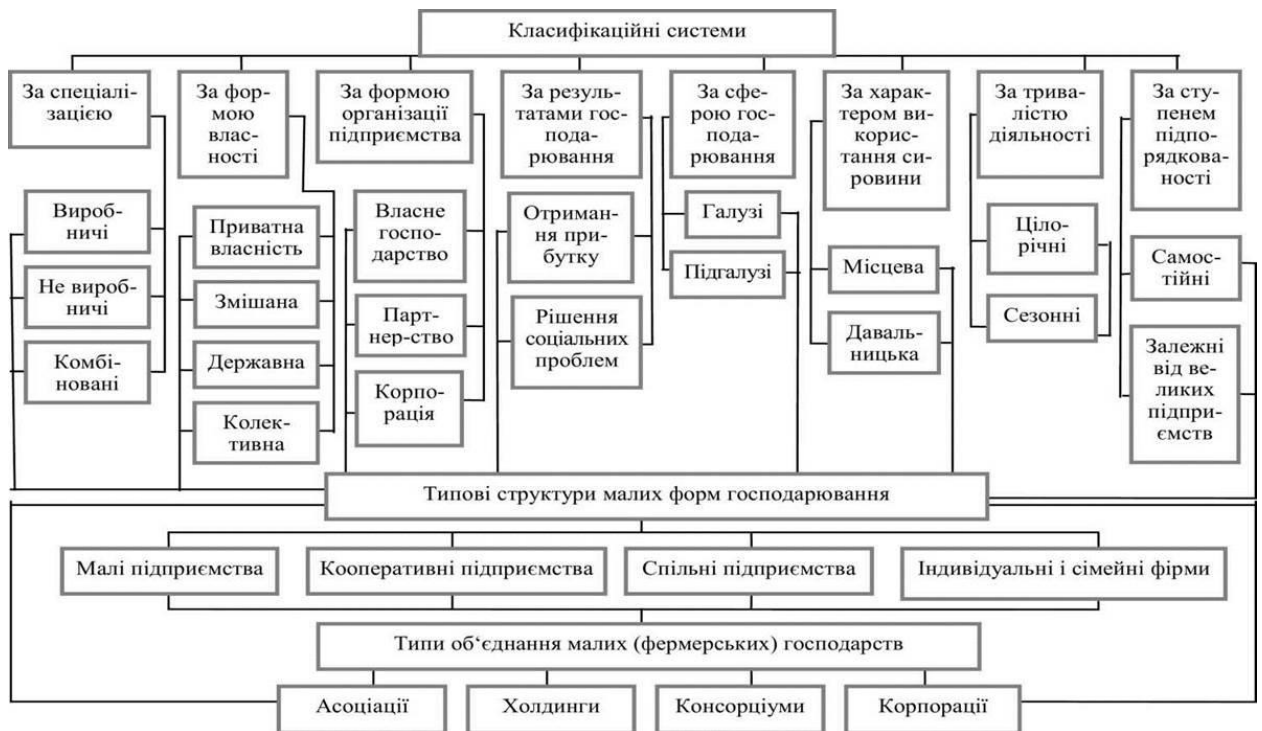 Класифікаційні системи
За спеціалі-
зацією
За фор-
мою влас-
ності
За формою
організації
підприємства
За резуль-
татами гос-
пода-
рювання
За сфе-
рою госпо-
да-
рювання
За харак-
тером ви-
корис-
тання си-
ровини
За трива-
лістю
діяльності
За сту-
пенем
підпо-
рядкова-
ності
Вироб-
ничі
Не вироб-
ничі
Комбі-
новані
Приватна
власність
Змішана
Державна
Колек-
тивна
Власне
госпо-
дарство
Парт-
нер-ство
Корпо-
рація
Отриман-
ня при-
бутку
Рішення
соціальних
проблем
Галузі
Підгалузі
Місцева
Даваль-
ницька
Ціло-
річні
Сезонні
Самос-
тійні
Залежні
від ве-
ликих
підпри-
ємств
Типові структури малих форм господарювання
Малі підприємства
Кооперативні підприємства
Спільні підприємства
Індивідуальні і сімейні фірми
Типи об‘єднання малих (фермерських) господарств
Асоціації
Холдинги
Консорціуми
Корпорації